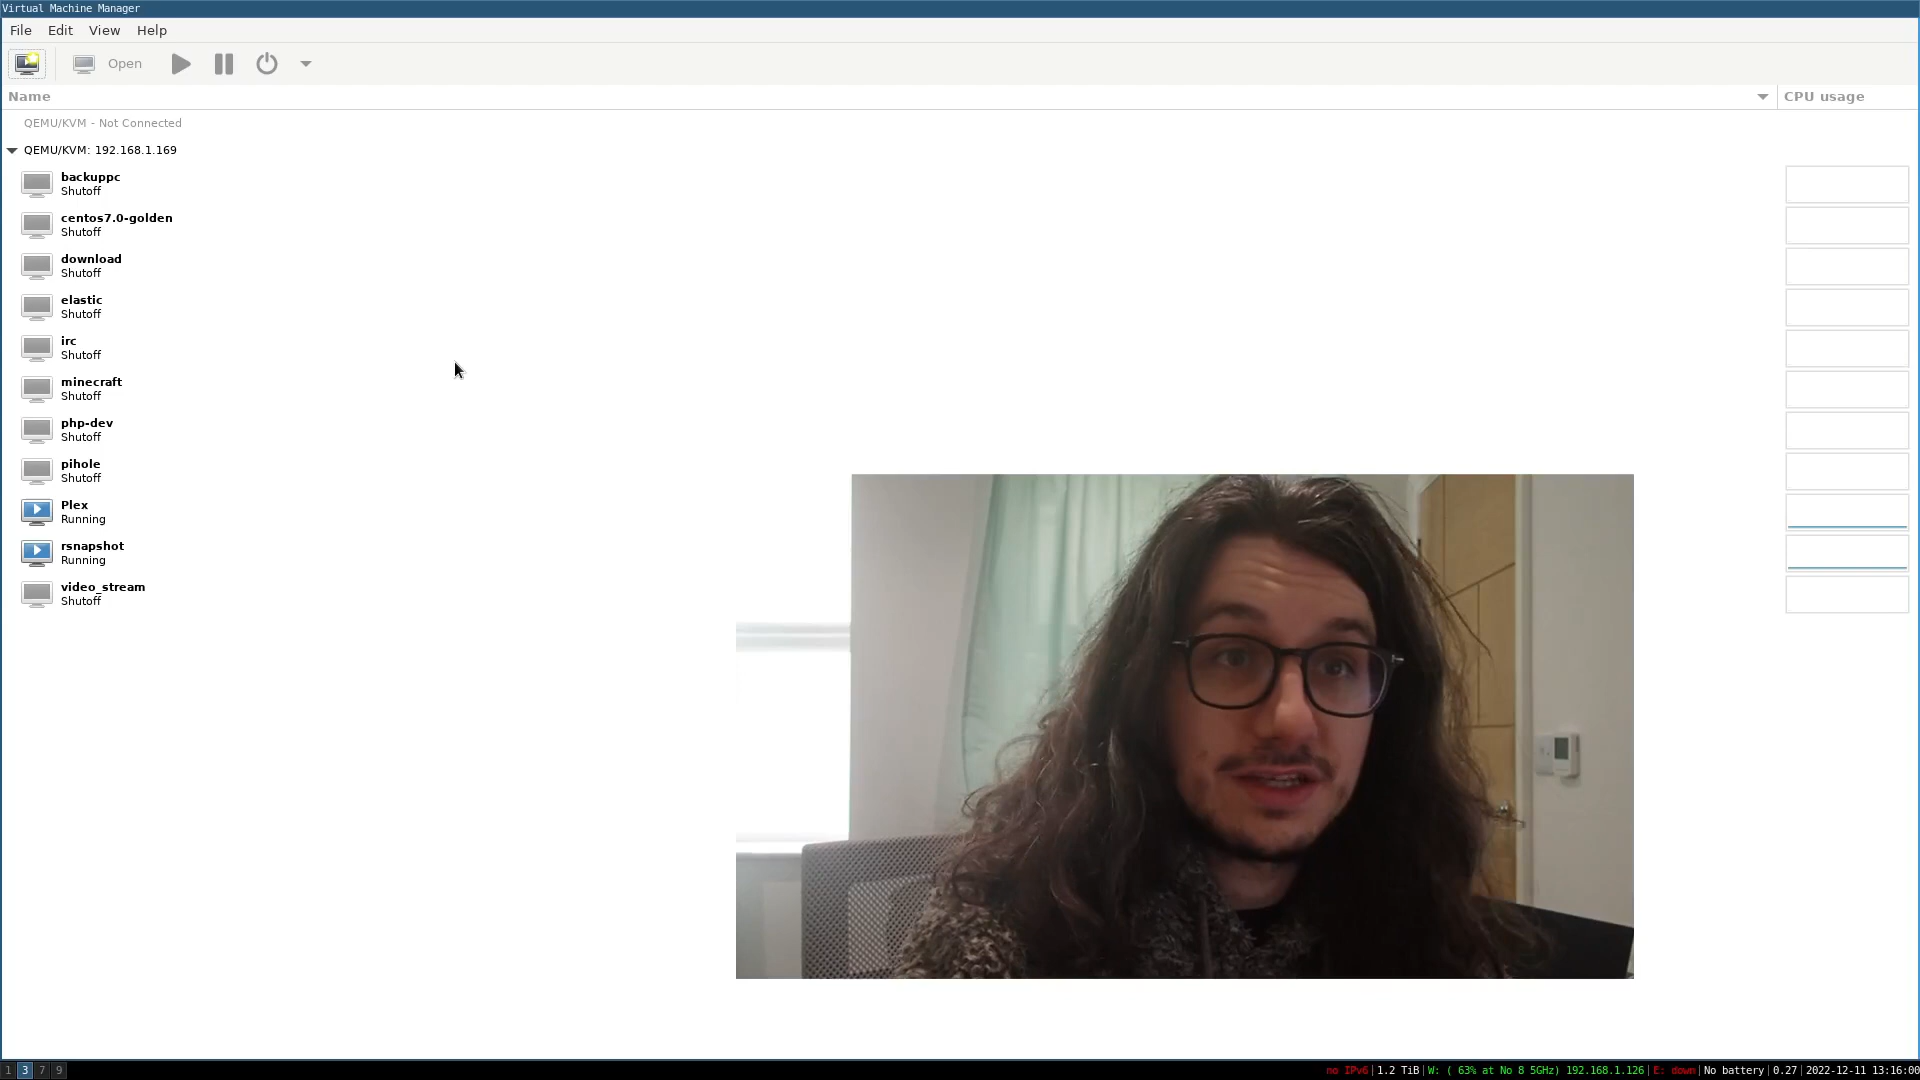 Virtual Machine Manager
File Edit View Help
Open
Name CPU usage
QEMU/KVM - Not Connected
QEMU/KVM: 192.168.1.169
backuppc
Shutoff
centos7.0-golden
Shutoff
download
Shutoff
elastic
Shutoff
irc
Shutoff
minecraft
Shutoff
php-dev
Shutoff
pihole
Shutoff
Plex
Running
rsnapshot
Running
video_stream
Shutoff
1 3 7 9 no IPv6|1.2 TiB|W: ( 63% at No 8 5GHz) 192.168.1.126|E: down|No battery|0.27|2022-12-11 13:16:00